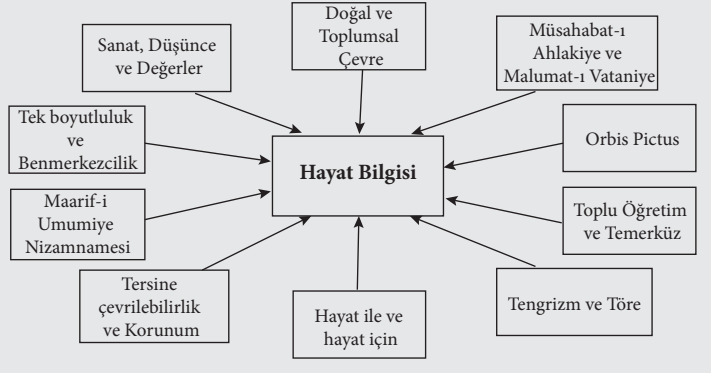 Doğal ve
Toplumsal
Çevre
Sanat, Düşünce
ve Değerler
Müsahabat-ı
Ahlakiye ve
Malumat-ı Vataniye
Tek boyutluluk
ve
Benmerkezcilik
Hayat Bilgisi
Orbis Pictus
Maarif-i
Umumiye
Nizamnamesi
Toplu Öğretim
ve Temerküz
Tersine
çevrilebilirlik
ve Korunum
Hayat ile ve
hayat için
Tengrizm ve Töre